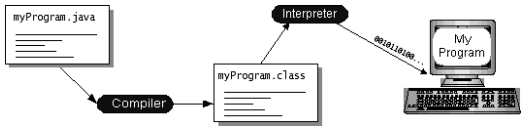 myProgram.java
Compiler
myProgram.class
Interpreter
0010110100...
My
Program